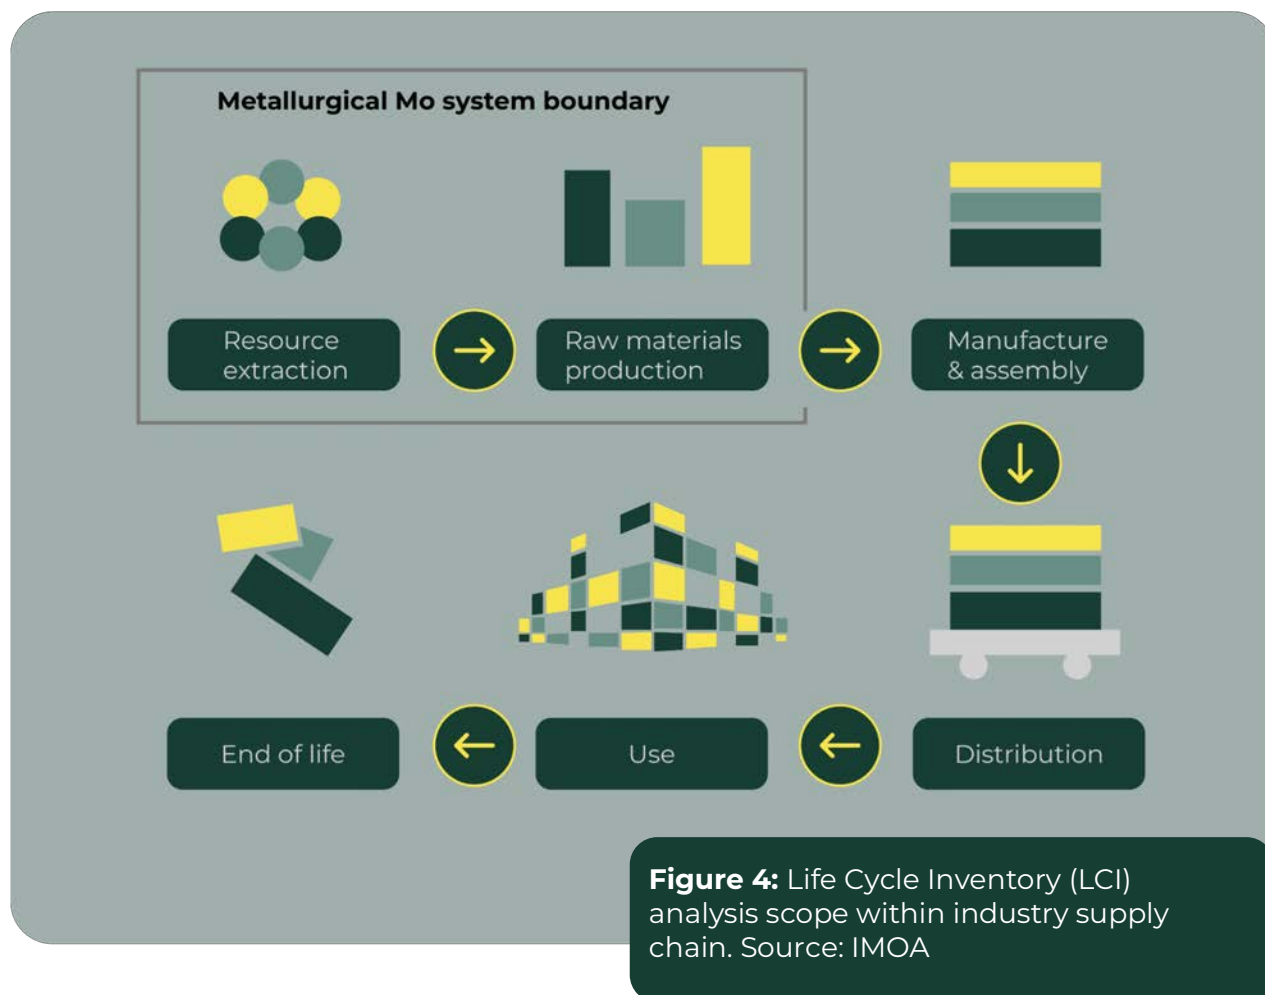 Metallurgical Mo system boundary
Resource
extraction
Raw materials
production
Manufacture
& assembly
Distribution
Use
End of life
Figure 4: Life Cycle Inventory (LCI)
analysis scope within industry supply
chain. Source: IMOA